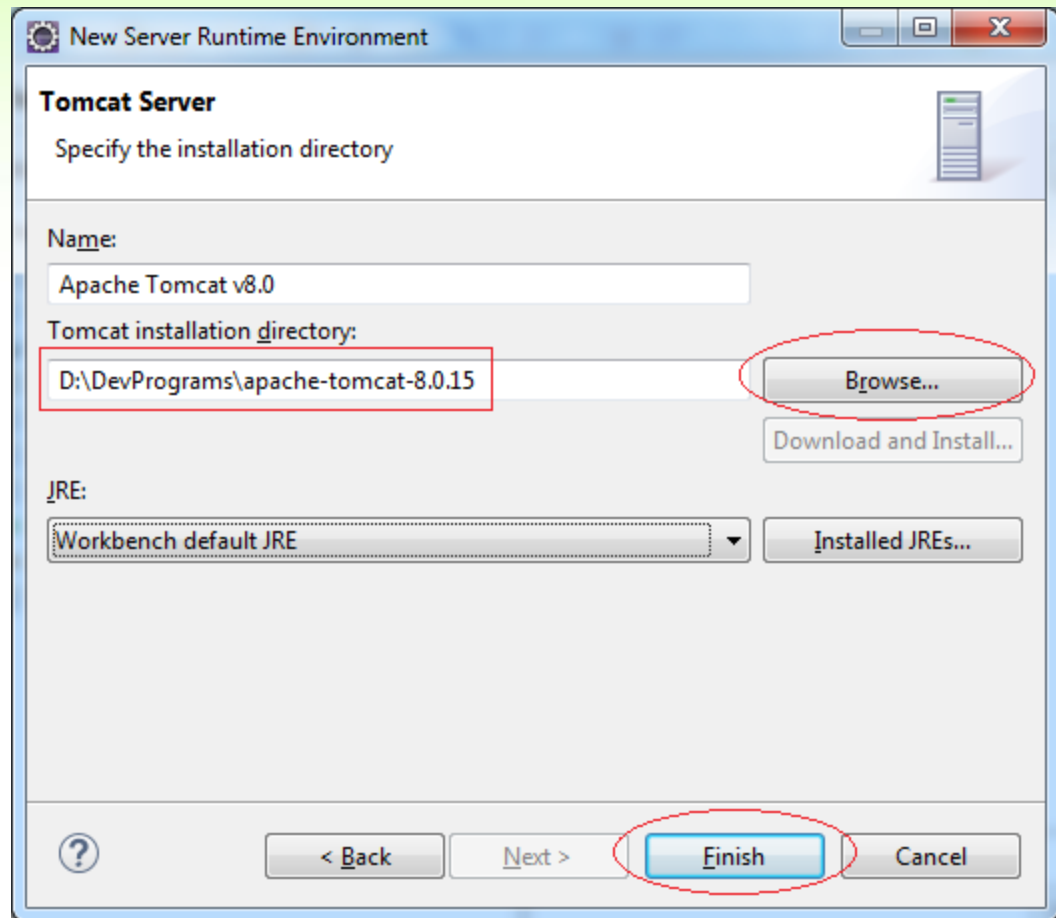 New Server Runtime Environment
Tomcat Server
Specify the installation directory
Name:
Apache Tomcat v8.0
Tomcat installation directory:
D:\DevPrograms\apache-tomcat-8.0.15
Browse...
Download and Install...
JRE:
Workbench default JRE
Installed JREs...
?
< Back
Next >
Finish
Cancel